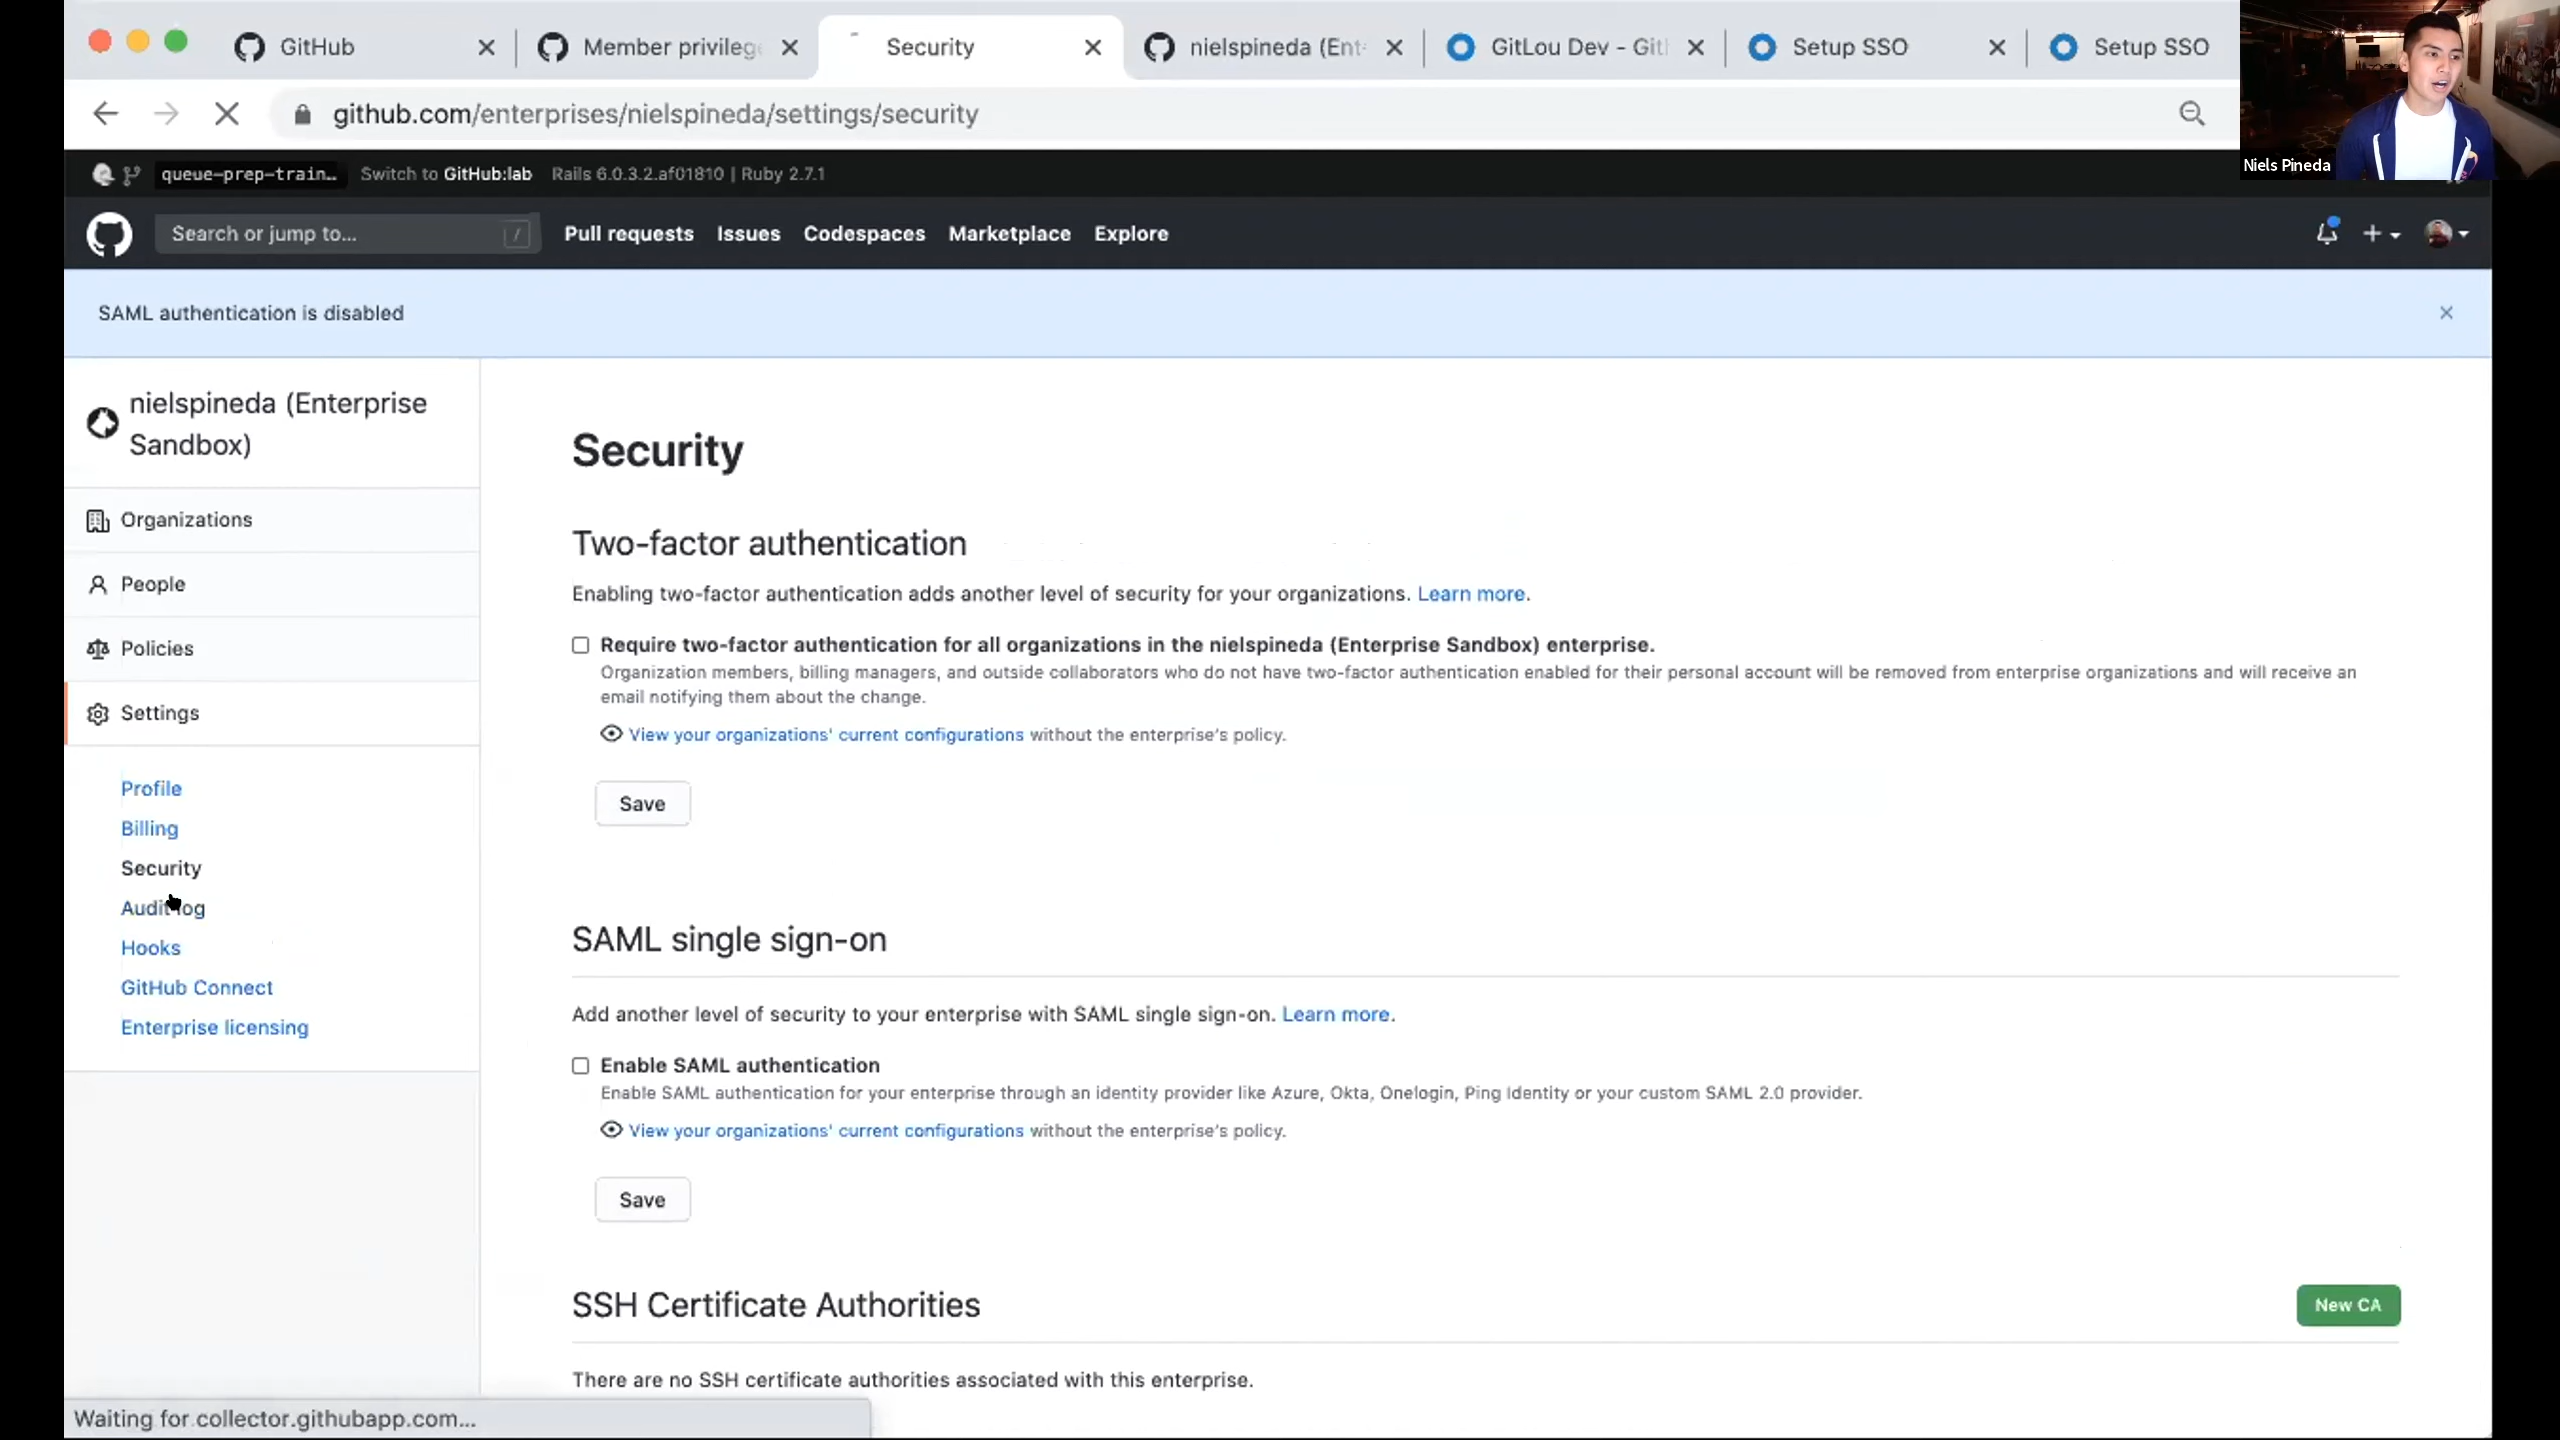 GitHub
Member privileg
Security
nielspineda (Ent
GitLou Dev - Git
Setup SSO
Setup SSO
github.com/enterprises/nielspineda/settings/security
Niels Pineda
queue-prep-train…
Switch to GitHub:lab
Rails 6.0.3.2.af01810 | Ruby 2.7.1
Search or jump to...
/
Pull requests
Issues
Codespaces
Marketplace
Explore
SAML authentication is disabled
nielspineda (Enterprise
Sandbox)
Organizations
People
Policies
Settings
Profile
Billing
Security
Audit log
Hooks
GitHub Connect
Enterprise licensing
Security
Two-factor authentication
Enabling two-factor authentication adds another level of security for your organizations. Learn more.
Require two-factor authentication for all organizations in the nielspineda (Enterprise Sandbox) enterprise.
Organization members, billing managers, and outside collaborators who do not have two-factor authentication enabled for their personal account will be removed from enterprise organizations and will receive an
email notifying them about the change.
View your organizations' current configurations without the enterprise's policy.
Save
SAML single sign-on
Add another level of security to your enterprise with SAML single sign-on. Learn more.
Enable SAML authentication
Enable SAML authentication for your enterprise through an identity provider like Azure, Okta, Onelogin, Ping Identity or your custom SAML 2.0 provider.
View your organizations' current configurations without the enterprise's policy.
Save
SSH Certificate Authorities
New CA
There are no SSH certificate authorities associated with this enterprise.
Waiting for collector.githubapp.com...